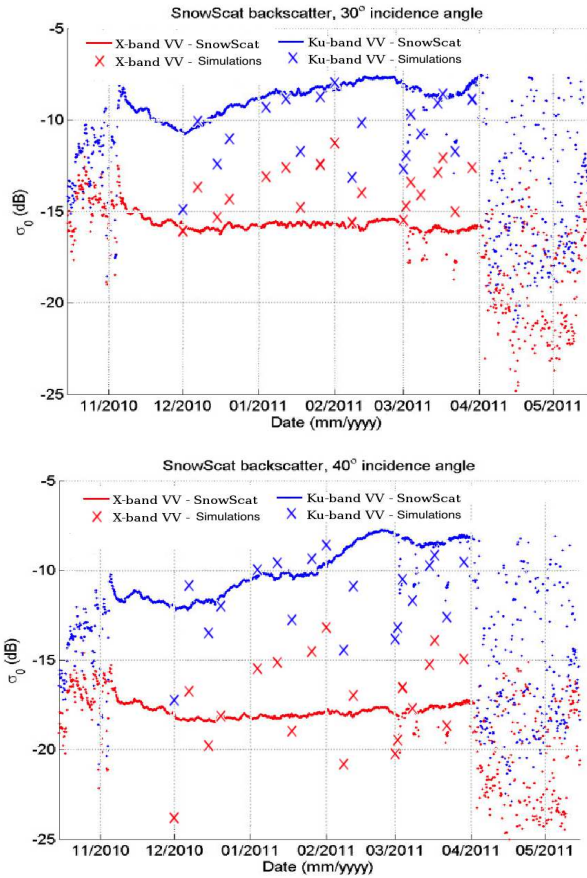 SnowScat backscatter, 30° incidence angle
-5
X-band VV - SnowScat
Ku-band VV - SnowScat
X-band VV - Simulations
Ku-band VV - Simulations
-10
σ0 (dB)
-15
-20
-25
11/2010 12/2010 01/2011 02/2011 03/2011 04/2011 05/2011
Date (mm/yyyy)
SnowScat backscatter, 40° incidence angle
-5
X-band VV - SnowScat
Ku-band VV - SnowScat
X-band VV - Simulations
Ku-band VV - Simulations
-10
σ0 (dB)
-15
-20
-25
11/2010 12/2010 01/2011 02/2011 03/2011 04/2011 05/2011
Date (mm/yyyy)